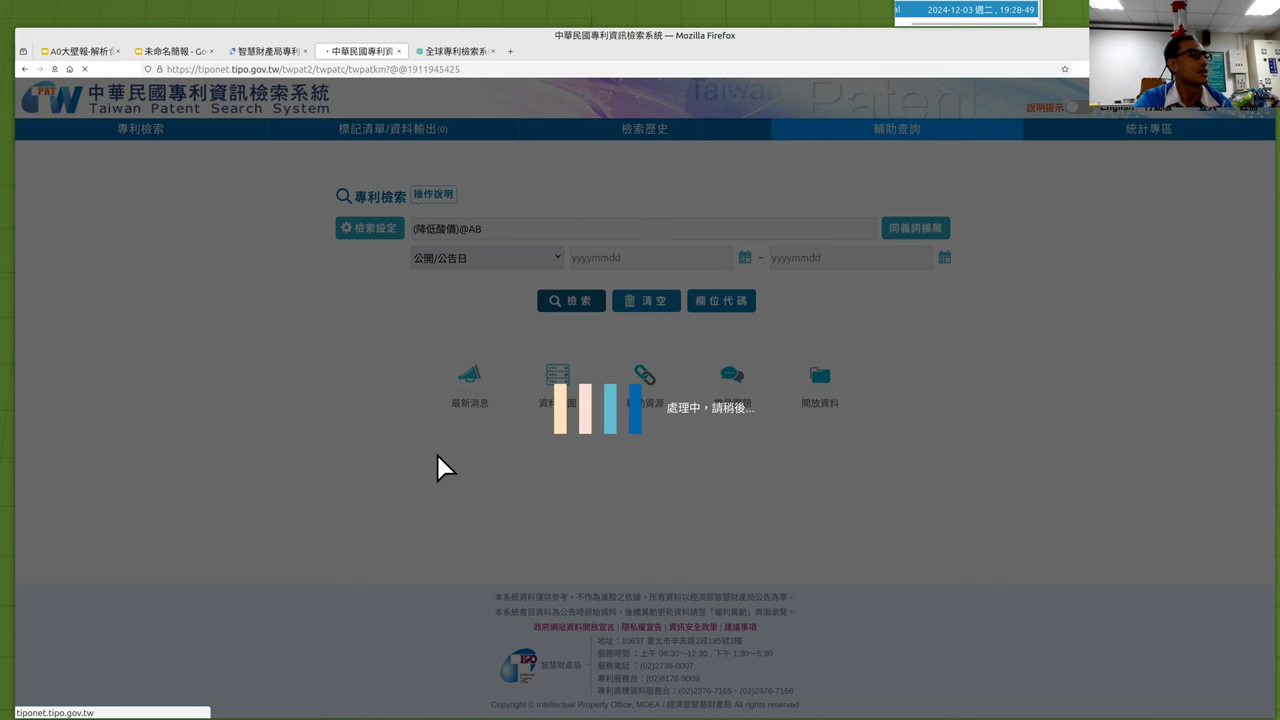 al 2024-12-03 週二 , 19:28-49
中華民國專利資訊檢索系統 — Mozilla Firefox
A0大壁報-解析 未命名簡報 - Go 智慧財產局專利 中華民國專利資訊 全球專利檢索系
https://tiponet.tipo.gov.tw/twpat2/twpatc/twpatkm?@@1911945425
PAT TW 中華民國專利資訊檢索系統
Taiwan Patent Search System
Taiwan Patent
說明提示 English
專利檢索 標記清單/資料輸出(0) 檢索歷史 輔助查詢 統計專區
專利檢索 操作說明
檢索設定 (降低酸價)@AB 同義詞擴展
公開/公告日 yyyymmdd ~ yyyymmdd
檢索 清空 欄位代碼
最新消息 開放資料
處理中，請稍後...
本系統資料僅供參考，不作為准駁之依據，所有資料以經濟部智慧財產局公告為準。
本系統書目資料為公告時原始資料，後續異動更新資料請至「權利異動」頁面瀏覽。
政府網站資料開放宣言 | 隱私權宣告 | 資訊安全政策 | 建議事項
TIPO 智慧財產局
地址：10637 臺北市辛亥路2段185號3樓
服務時間 ：上午 08:30～12:30 , 下午 1:30～5:30
服務電話 ：(02)2738-0007
專利服務台：(02)8176-9009
專利商標資料服務台：(02)2376-7165、(02)2376-7166
Copyright © Intellectual Property Office, MOEA / 經濟部智慧財產局 All rights reserved
tiponet.tipo.gov.tw